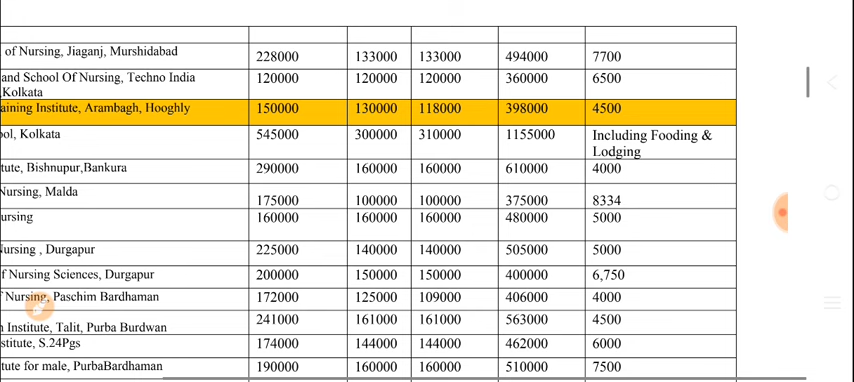 of Nursing, Jiaganj, Murshidabad 228000 133000 133000 494000 7700
and School Of Nursing, Techno India 120000 120000 120000 360000 6500
,Kolkata
aining Institute, Arambagh, Hooghly 150000 130000 118000 398000 4500
ool, Kolkata 545000 300000 310000 1155000 Including Fooding &
Lodging
tute, Bishnupur,Bankura 290000 160000 160000 610000 4000
Nursing, Malda 175000 100000 100000 375000 8334
ursing 160000 160000 160000 480000 5000
Nursing , Durgapur 225000 140000 140000 505000 5000
f Nursing Sciences, Durgapur 200000 150000 150000 400000 6,750
f Nursing, Paschim Bardhaman 172000 125000 109000 406000 4000
n Institute, Talit, Purba Burdwan 241000 161000 161000 563000 4500
stitute, S.24Pgs 174000 144000 144000 462000 6000
tute for male, PurbaBardhaman 190000 160000 160000 510000 7500